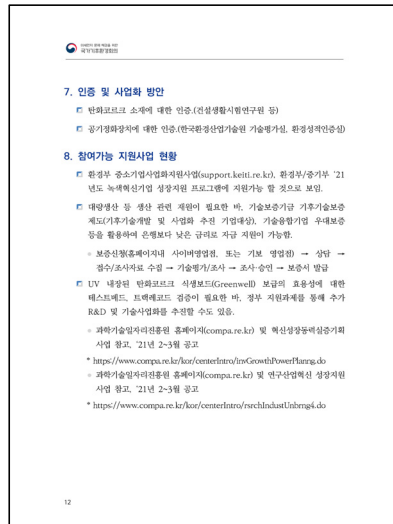 미세먼지 문제 해결을 위한
국가기후환경회의
7. 인증 및 사업화 방안
탄화코르크 소재에 대한 인증.(건설생활시험연구원 등)
공기정화장치에 대한 인증.(한국환경산업기술원 기술평가실, 환경성적인증실)
8. 참여가능 지원사업 현황
환경부 중소기업사업화지원사업(support.keiti.re.kr), 환경부/중기부 '21
년도 녹색혁신기업 성장지원 프로그램에 지원가능 할 것으로 보임.
대량생산 등 생산 관련 재원이 필요한 바, 기술보증기금 기후기술보증
제도(기후기술개발 및 사업화 추진 기업대상), 기술융합기업 우대보증
등을 활용하여 은행보다 낮은 금리로 자금 지원이 가능함.
보증신청(홈페이지내 사이버영업점, 또는 기보 영업점) → 상담 →
접수/조사자료 수집 → 기술평가/조사 → 조사·승인 → 보증서 발급
UV 내장된 탄화코르크 식생보드(Greenwell) 보급의 효용성에 대한
테스트베드, 트랙레코드 검증이 필요한 바, 정부 지원과제를 통해 추가
R&D 및 기술사업화를 추진할 수도 있음.
과학기술일자리진흥원 홈페이지(compa.re.kr) 및 혁신성장동력실증기획
사업 참고, '21년 2~3월 공고
* https://www.compa.re.kr/kor/centerIntro/invGrowthPowerPlanng.do
과학기술일자리진흥원 홈페이지(compa.re.kr) 및 연구산업혁신 성장지원
사업 참고, '21년 2~3월 공고
* https://www.compa.re.kr/kor/centerIntro/rsrchIndustUnbrng4.do
12